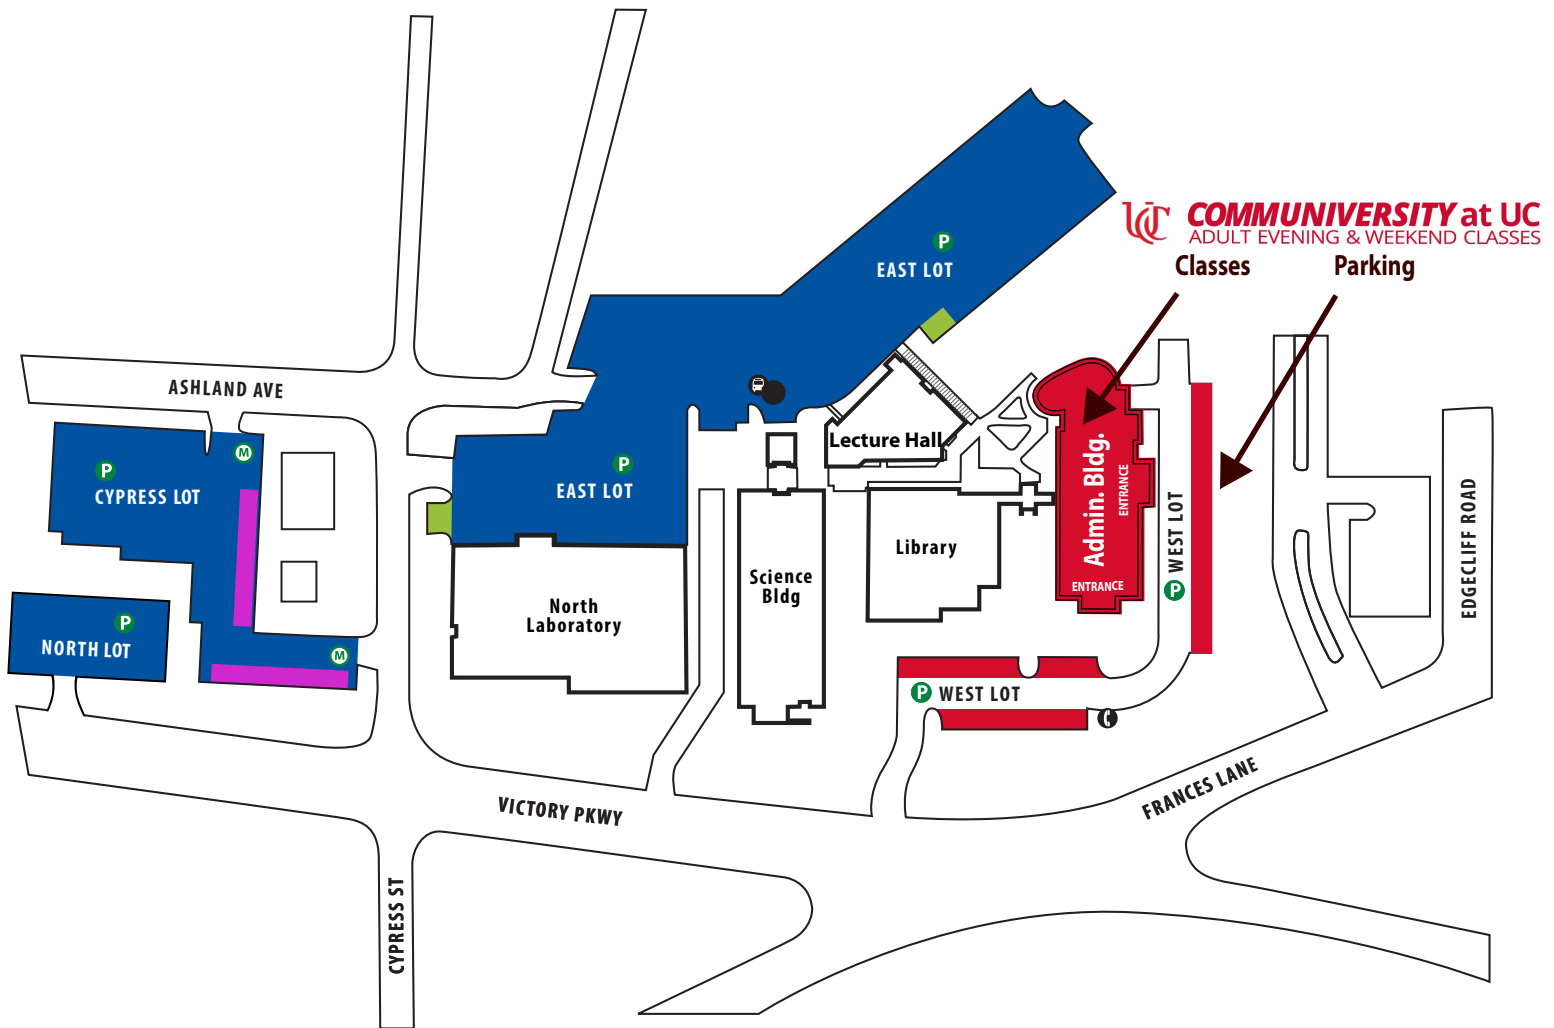 UC COMMUNIVERSITY at UC
ADULT EVENING & WEEKEND CLASSES
Classes
Parking
P
EAST LOT
ASHLAND AVE
M
P
CYPRESS LOT
P
EAST LOT
Lecture Hall
Admin. Bldg.
ENTRANCE
ENTRANCE
WEST LOT
P
EDGECLIFF ROAD
Library
Science
Bldg
North
Laboratory
P
NORTH LOT
M
P
WEST LOT
VICTORY PKWY
FRANCES LANE
CYPRESS ST